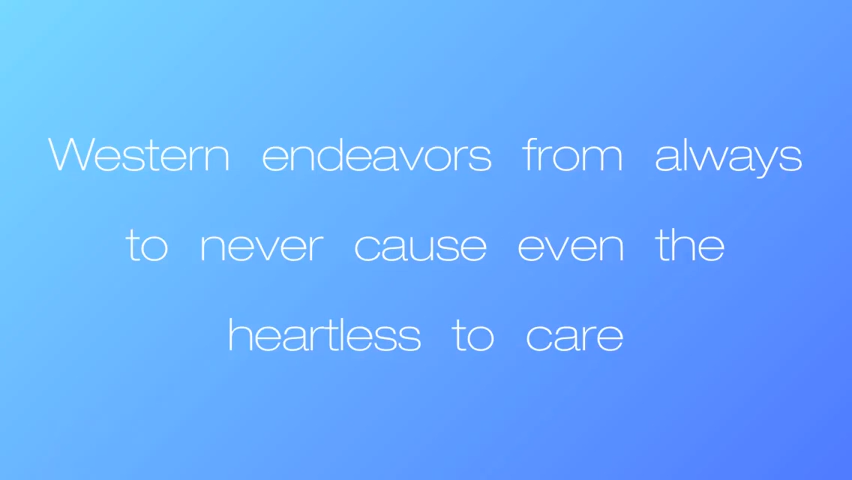 Western endeavors from always
to never cause even the
heartless to care